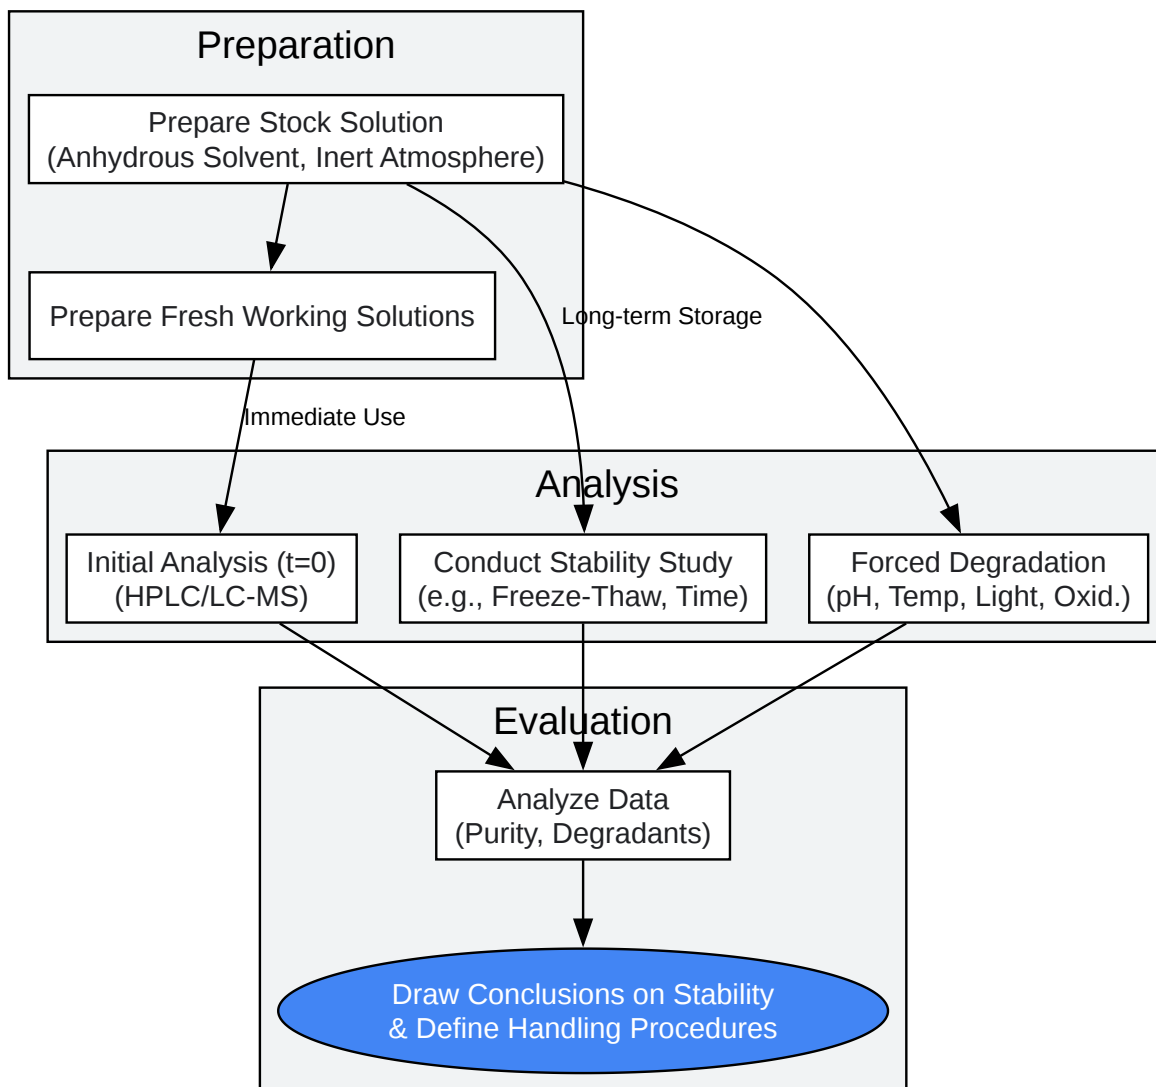 Preparation
Prepare Stock Solution
(Anhydrous Solvent, Inert Atmosphere)
Prepare Fresh Working Solutions
Long-term Storage
Immediate Use
Analysis
Initial Analysis (t=0)
(HPLC/LC-MS)
Conduct Stability Study
(e.g., Freeze-Thaw, Time)
Forced Degradation
(pH, Temp, Light, Oxid.)
Evaluation
Analyze Data
(Purity, Degradants)
Draw Conclusions on Stability
& Define Handling Procedures